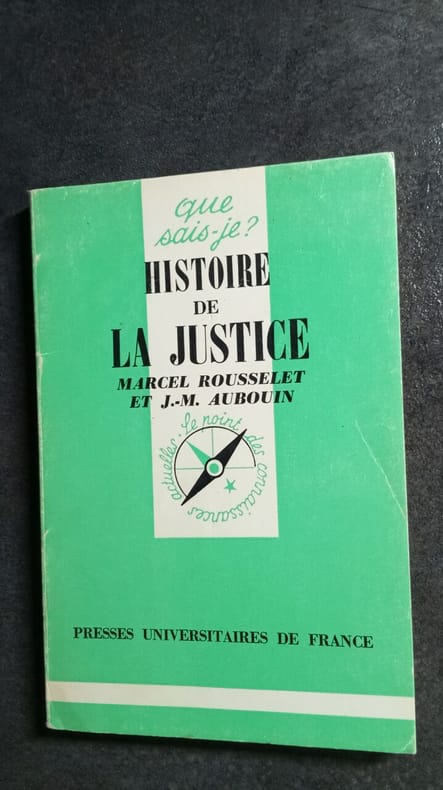 que
sais-je?
HISTOIRE
DE
LA JUSTICE
MARCEL ROUSSELET
ET J.-M. AUBOUIN
Le point des connaissances actuelles.
PRESSES UNIVERSITAIRES DE FRANCE